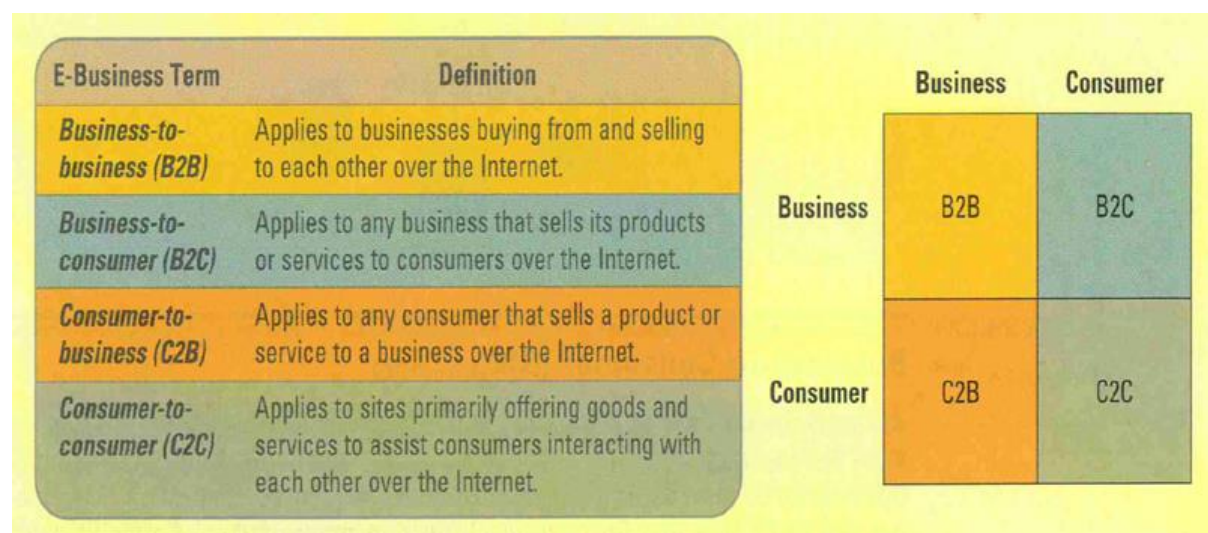 E-Business Term Definition
Business-to-
business (B2B)
Applies to businesses buying from and selling
to each other over the Internet.
Business-to-
consumer (B2C)
Applies to any business that sells its products
or services to consumers over the Internet.
Consumer-to-
business (C2B)
Applies to any consumer that sells a product or
service to a business over the Internet.
Consumer-to-
consumer (C2C)
Applies to sites primarily offering goods and
services to assist consumers interacting with
each other over the Internet.
Business Consumer
Business B2B B2C
Consumer C2B C2C